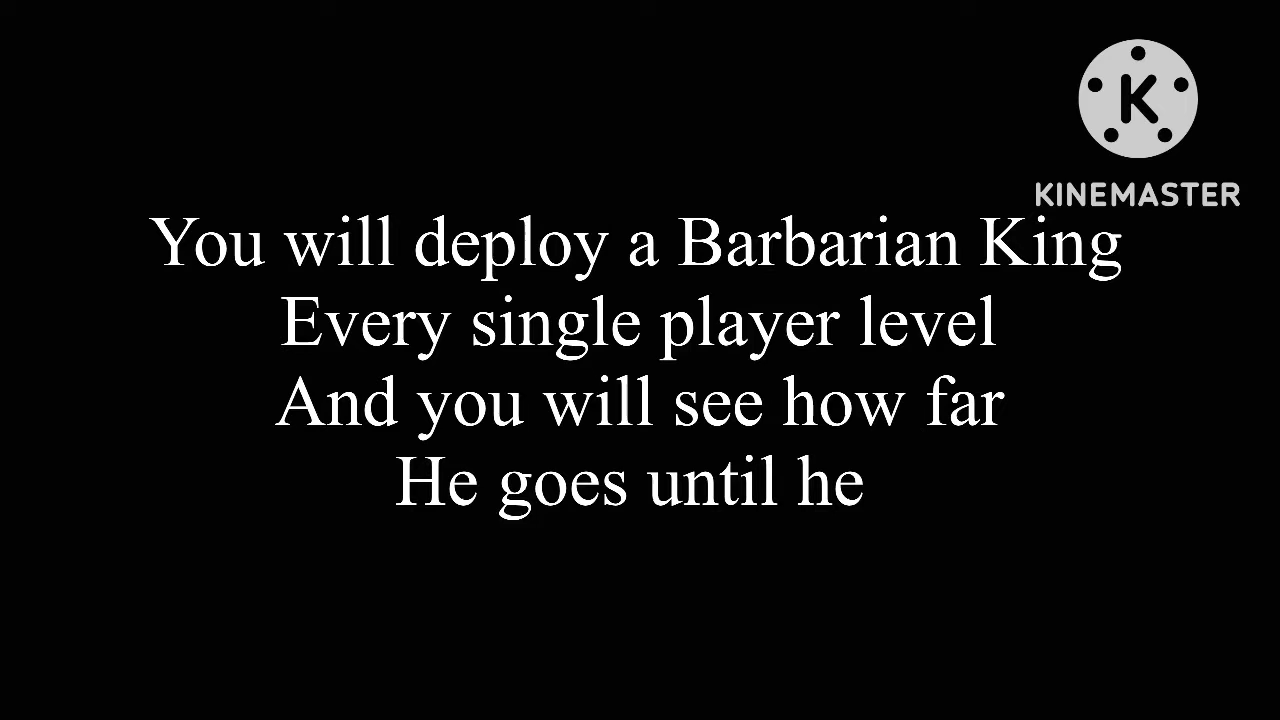 K
KINEMASTER
You will deploy a Barbarian King
Every single player level
And you will see how far
He goes until he